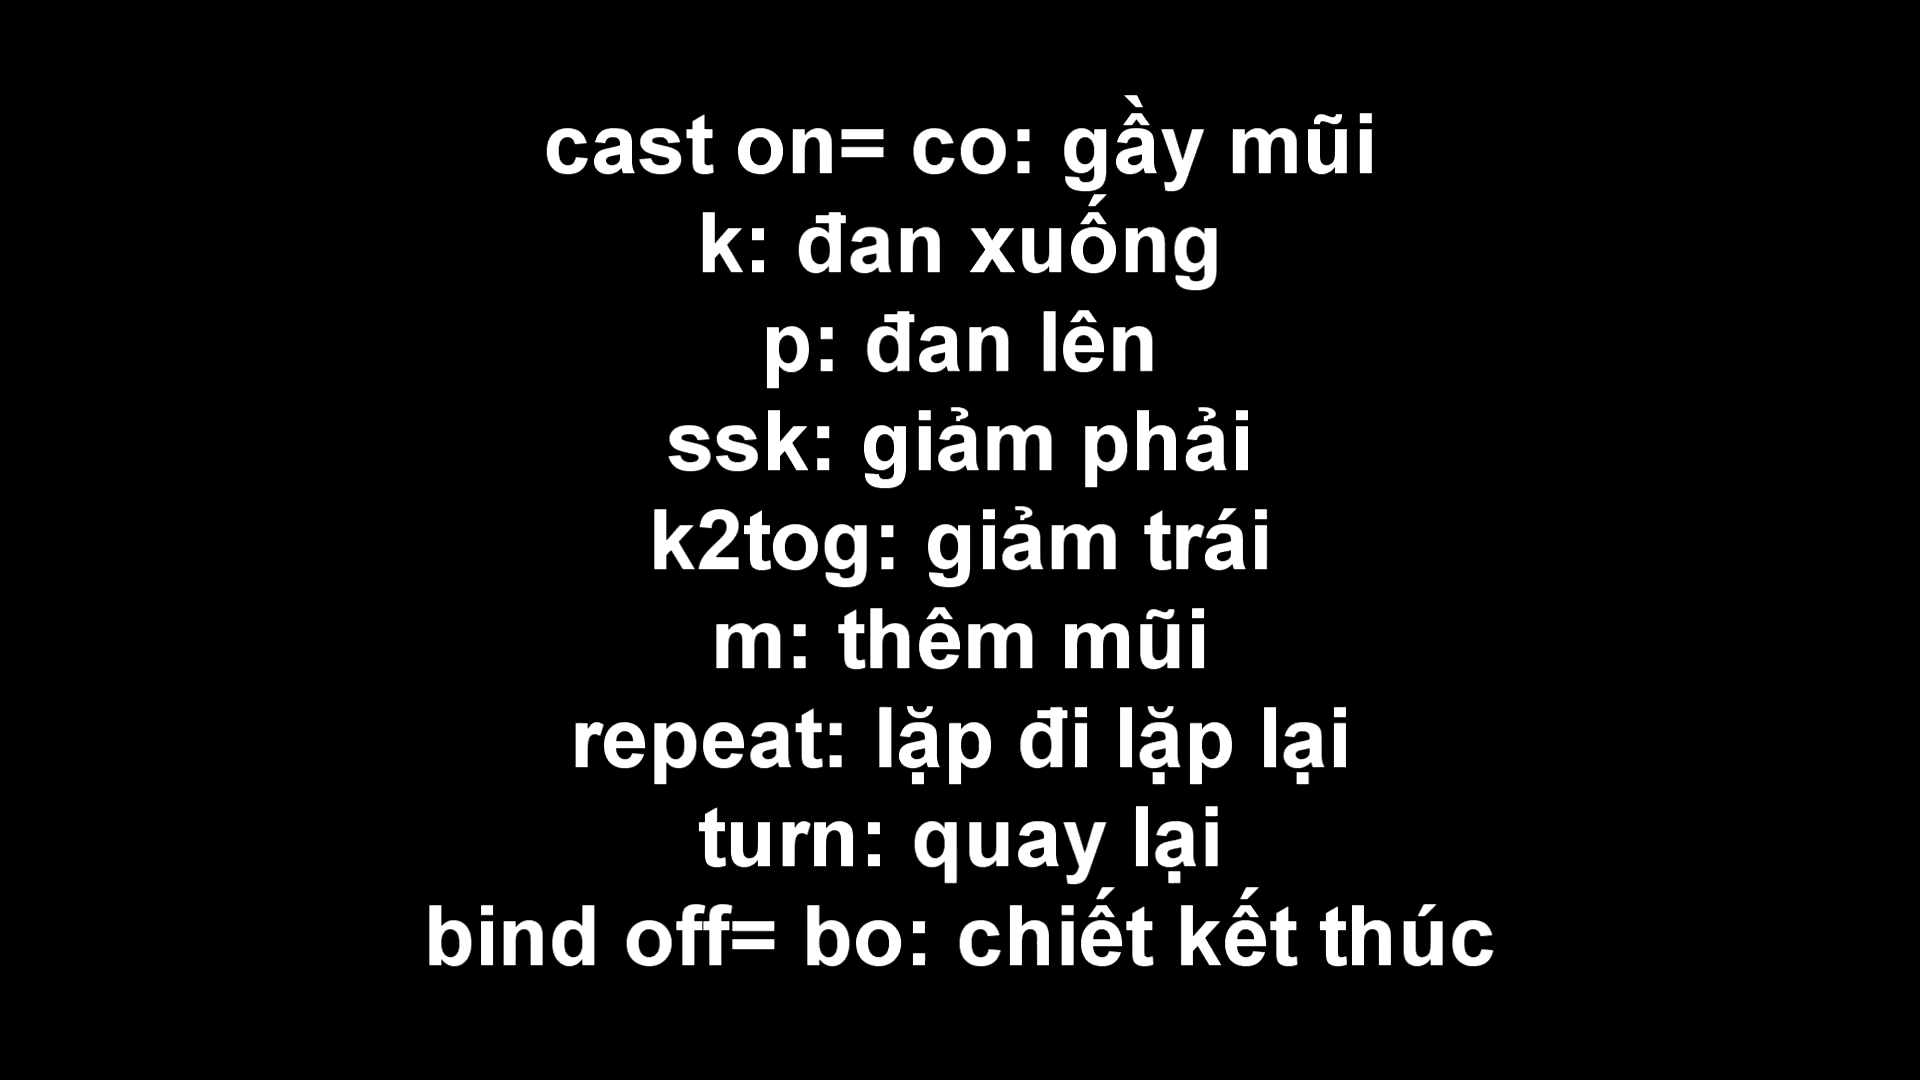 cast on= co: gầy mũi
k: đan xuống
p: đan lên
ssk: giảm phải
k2tog: giảm trái
m: thêm mũi
repeat: lặp đi lặp lại
turn: quay lại
bind off= bo: chiết kết thúc